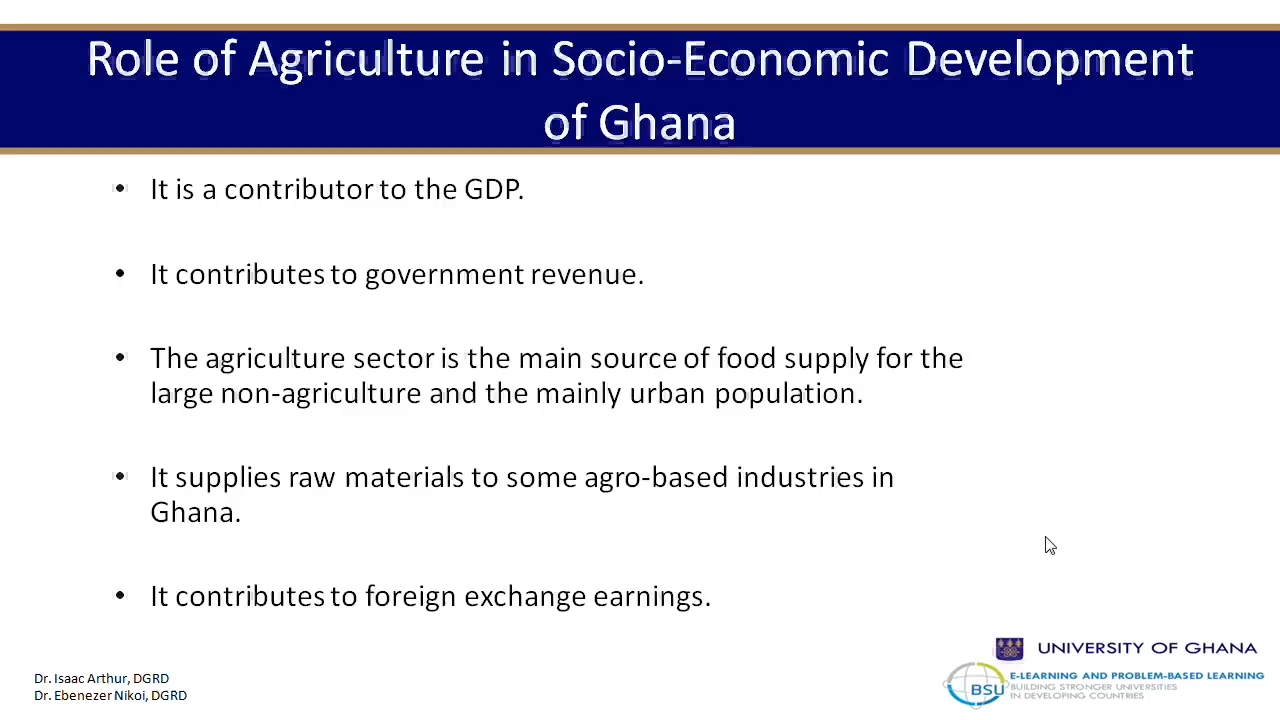 Role of Agriculture in Socio-Economic Development
of Ghana
• It is a contributor to the GDP.
• It contributes to government revenue.
• The agriculture sector is the main source of food supply for the
large non-agriculture and the mainly urban population.
• It supplies raw materials to some agro-based industries in
Ghana.
• It contributes to foreign exchange earnings.
Dr. Isaac Arthur, DGRD
Dr. Ebenezer Nikoi, DGRD
UNIVERSITY OF GHANA
BSU
E-LEARNING AND PROBLEM-BASED LEARNING
BUILDING STRONGER UNIVERSITIES
IN DEVELOPING COUNTRIES